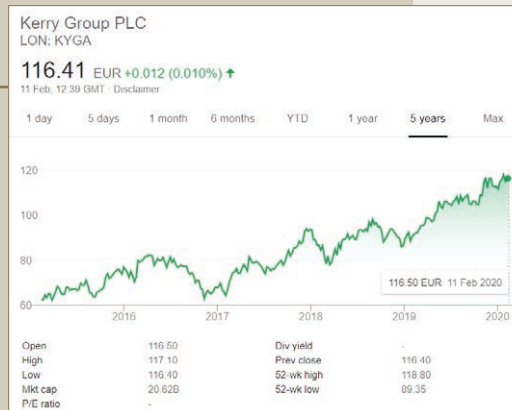 Kerry Group PLC
LON: KYGA
116.41 EUR +0.012 (0.010%) ↑
11 Feb, 12:39 GMT · Disclaimer
1 day 5 days 1 month 6 months YTD 1 year 5 years Max
120
100
80
60
116.50 EUR 11 Feb 2020
2016 2017 2018 2019 2020
Open 116.50 Div yield -
High 117.10 Prev close 116.40
Low 116.40 52-wk high 118.80
Mkt cap 20.62B 52-wk low 89.35
P/E ratio -